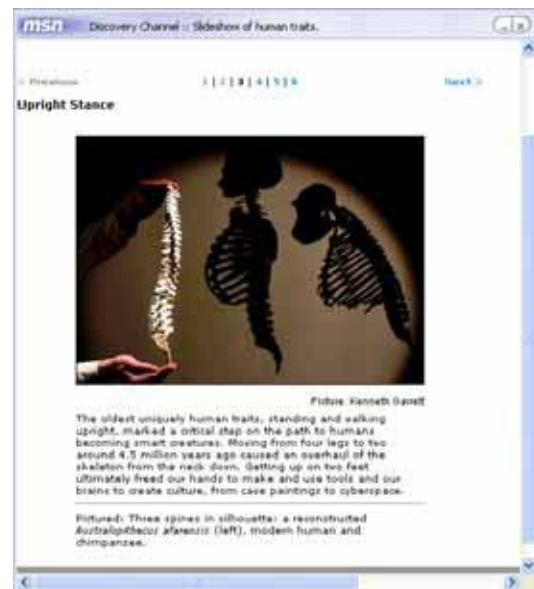 msn Discovery Channel :: Slideshow of human traits.
< Previous 1 | 2 | 3 | 4 | 5 | 6 Next >
Upright Stance
Picture: Kenneth Garrett
The oldest uniquely human traits, standing and walking
upright, marked a critical step on the path to humans
becoming smart creatures. Moving from four legs to two
around 4.5 million years ago caused an overhaul of the
skeleton from the neck down. Getting up on two feet
ultimately freed our hands to make and use tools and our
brains to create culture, from cave paintings to cyberspace.
Pictured: Three spines in silhouette: a reconstructed
Australopithecus afarensis (left), modern human and
chimpanzee.